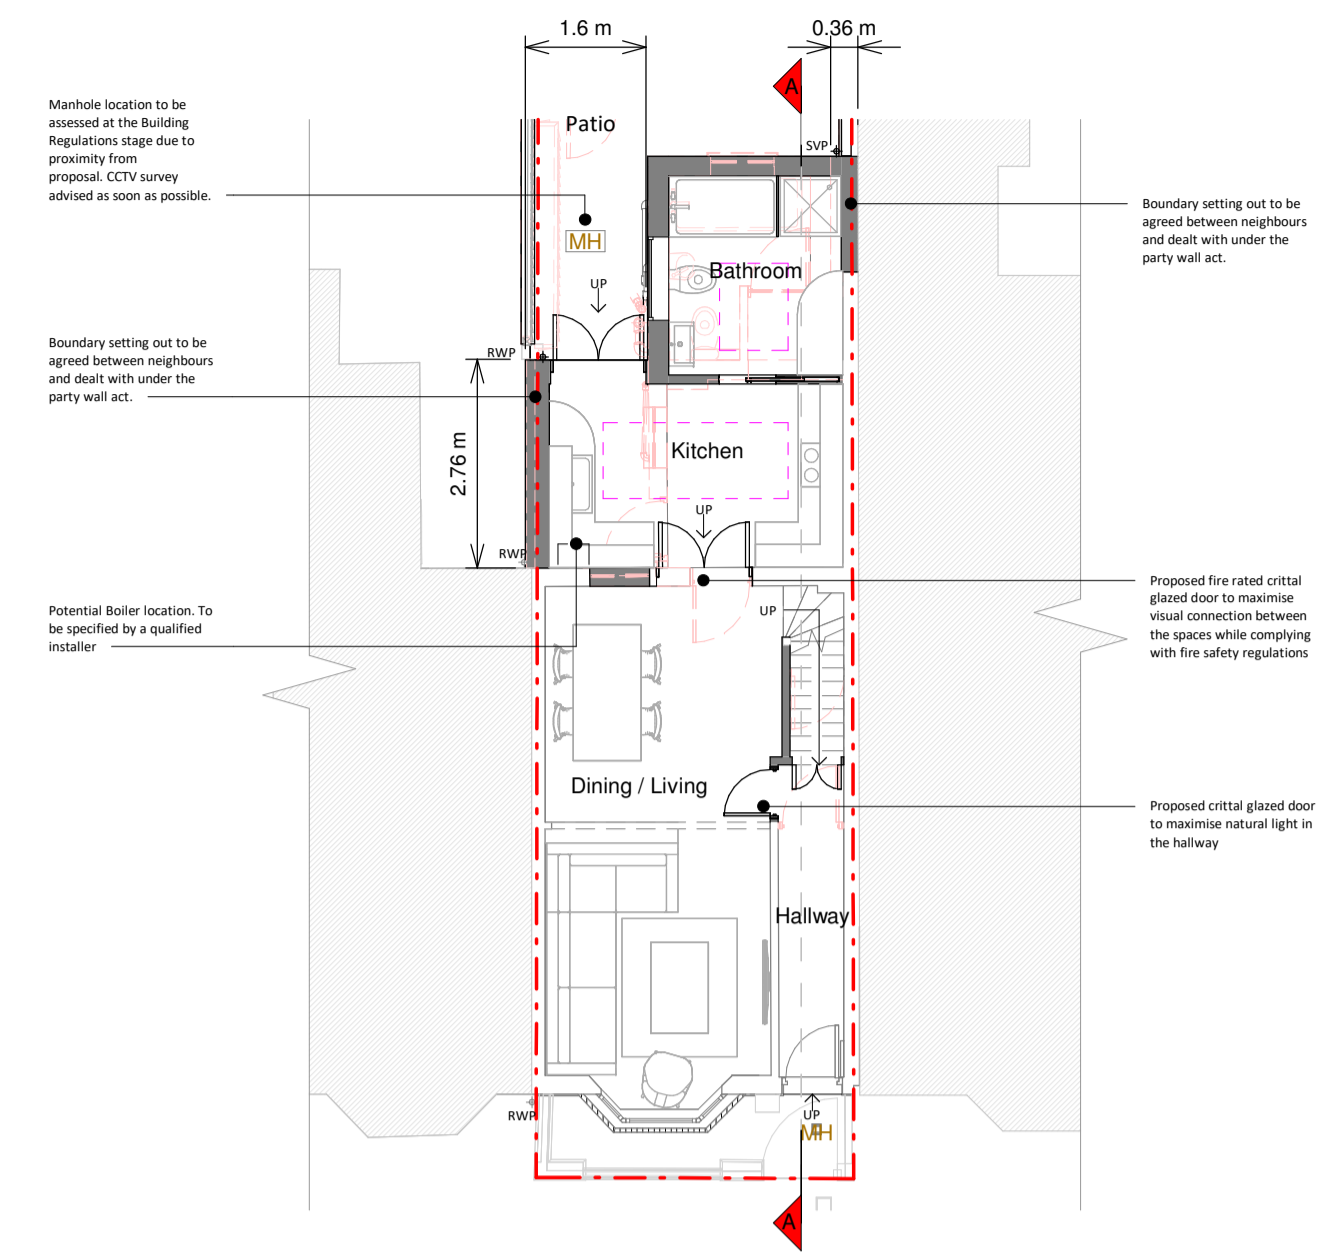 1.6 m
0.36 m
A
Manhole location to be
assessed at the Building
Regulations stage due to
proximity from
proposal. CCTV survey
advised as soon as possible.
Patio
SVP
MH
Boundary setting out to be
agreed between neighbours
and dealt with under the
party wall act.
Bathroom
UP
Boundary setting out to be
agreed between neighbours
and dealt with under the
party wall act.
RWP
2.76 m
Kitchen
UP
RWP
Potential Boiler location. To
be specified by a qualified
installer
UP
Proposed fire rated crittal
glazed door to maximise
visual connection between
the spaces while complying
with fire safety regulations
Dining / Living
Proposed crittal glazed door
to maximise natural light in
the hallway
Hallway
RWP
UP
MH
A